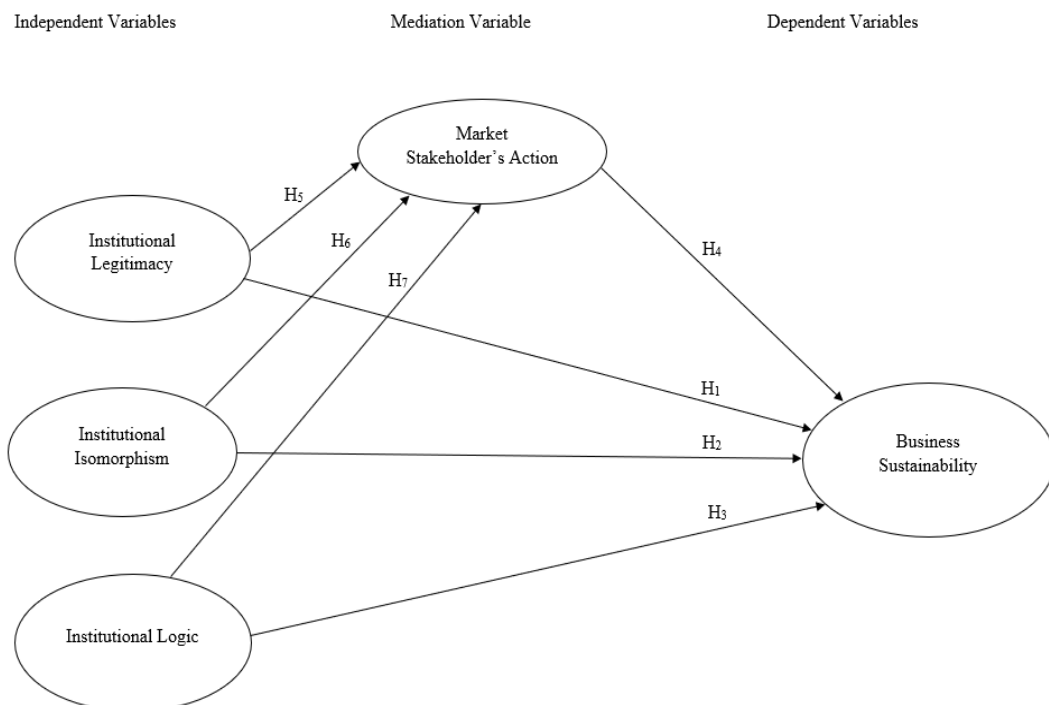 Independent Variables
Mediation Variable
Dependent Variables
Market
Stakeholder’s Action
H5
Institutional
Legitimacy
H6
H4
H7
H1
Institutional
Isomorphism
H2
Business
Sustainability
H3
Institutional Logic